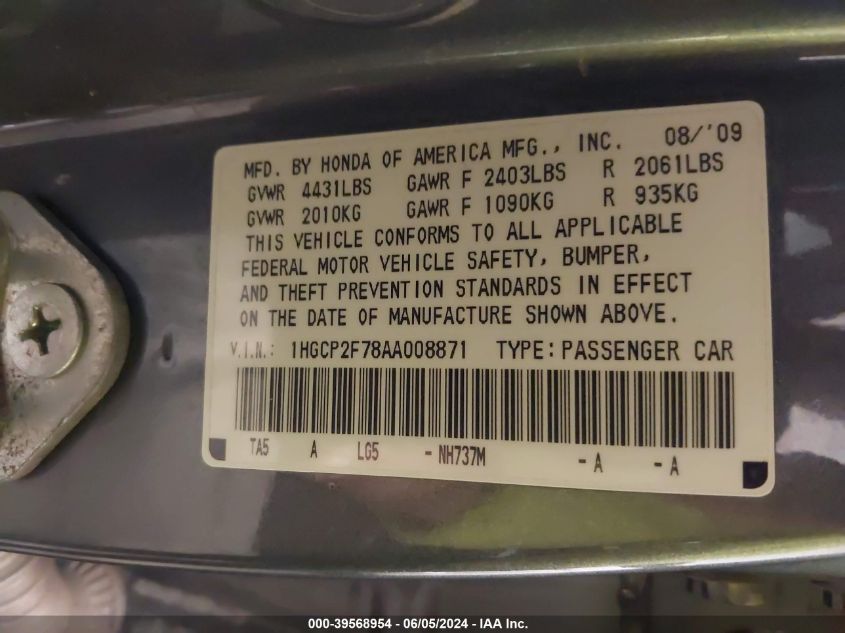 MFD. BY HONDA OF AMERICA MFG., INC. 08/'09
GVWR 4431LBS GAWR F 2403LBS R 2061LBS
GVWR 2010KG GAWR F 1090KG R 935KG
THIS VEHICLE CONFORMS TO ALL APPLICABLE
FEDERAL MOTOR VEHICLE SAFETY, BUMPER,
AND THEFT PREVENTION STANDARDS IN EFFECT
ON THE DATE OF MANUFACTURE SHOWN ABOVE.
V.I.N.: 1HGCP2F78AA008871 TYPE: PASSENGER CAR
TA5 A LG5 - NH737M - A - A
000-39568954 - 06/05/2024 - IAA Inc.